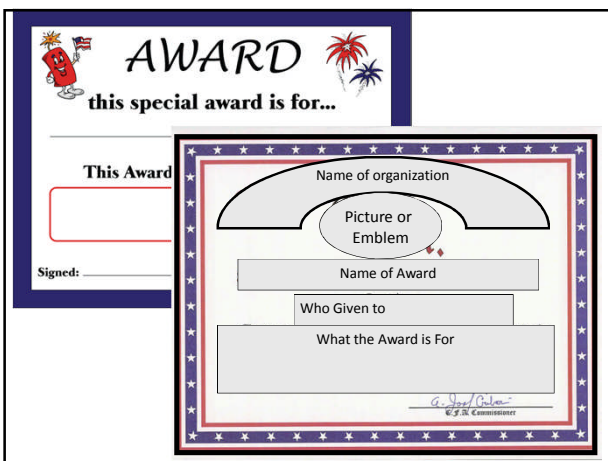 AWARD
this special award is for...
This Award
Signed:
Name of organization
Picture or
Emblem
Name of Award
Who Given to
What the Award is For
Commissioner